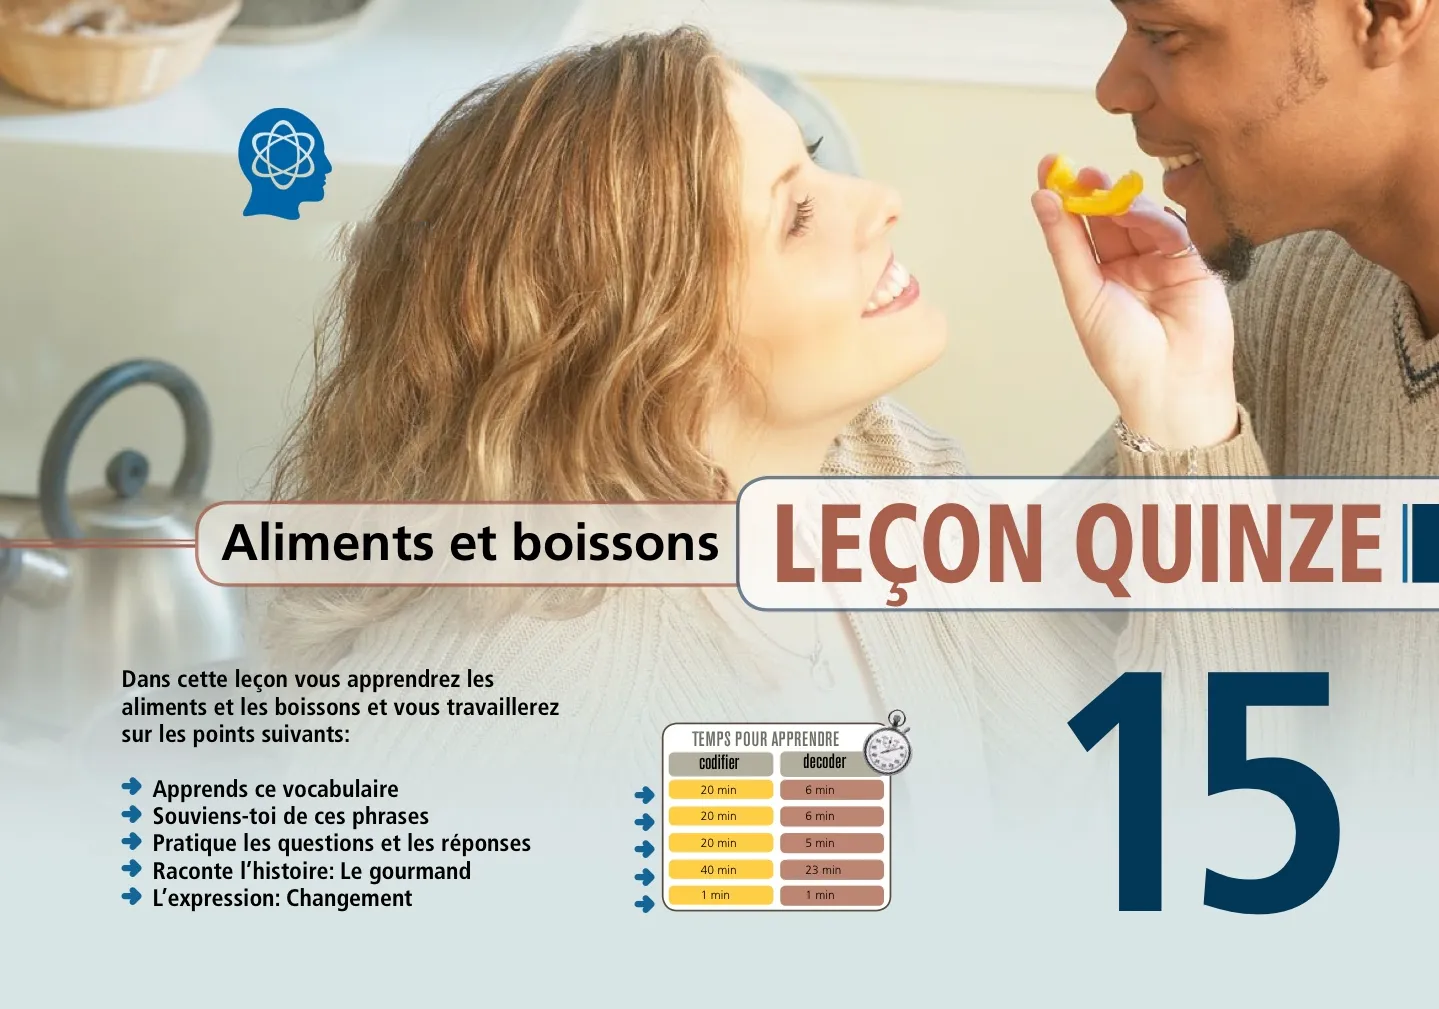 Aliments et boissons
LEÇON QUINZE
Dans cette leçon vous apprendrez les
aliments et les boissons et vous travaillerez
sur les points suivants:
Apprends ce vocabulaire
Souviens-toi de ces phrases
Pratique les questions et les réponses
Raconte l'histoire: Le gourmand
L'expression: Changement
TEMPS POUR APPRENDRE
codifier decoder
20 min 6 min
20 min 6 min
20 min 5 min
40 min 23 min
1 min 1 min
15